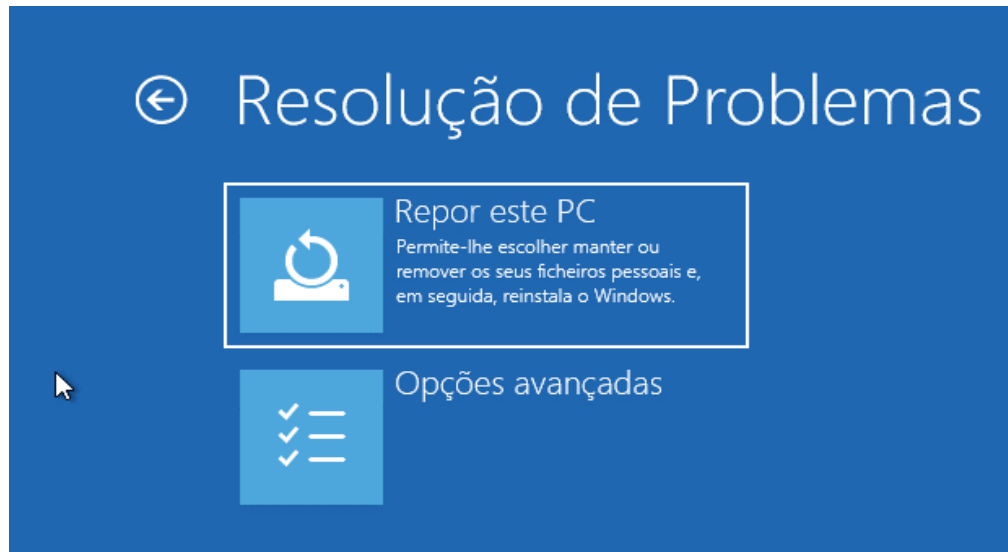 Resolução de Problemas
Repor este PC
Permite-lhe escolher manter ou
remover os seus ficheiros pessoais e,
em seguida, reinstala o Windows.
Opções avançadas